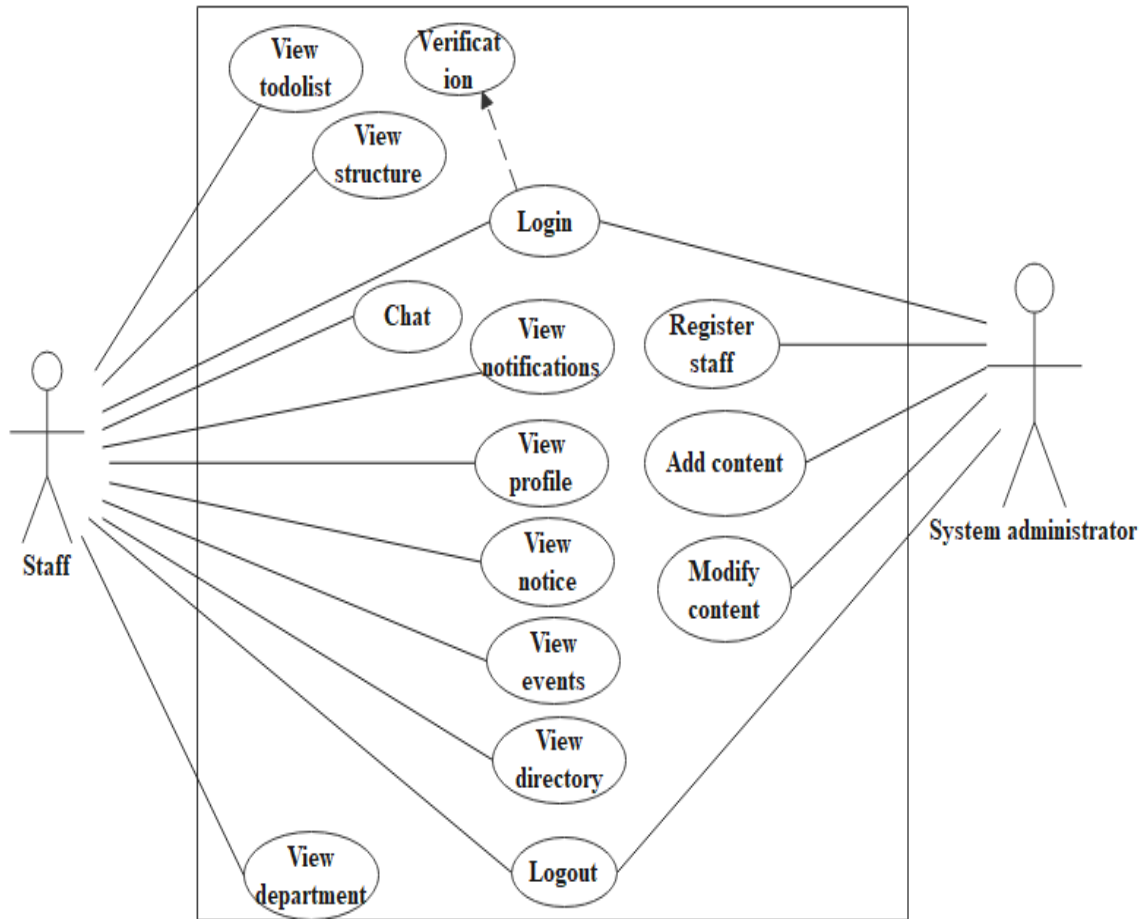 View
todolist
Verificat
ion
View
structure
Login
Chat
View
notifications
Register
staff
View
profile
Add content
Staff
System administrator
View
notice
Modify
content
View
events
View
directory
View
department
Logout